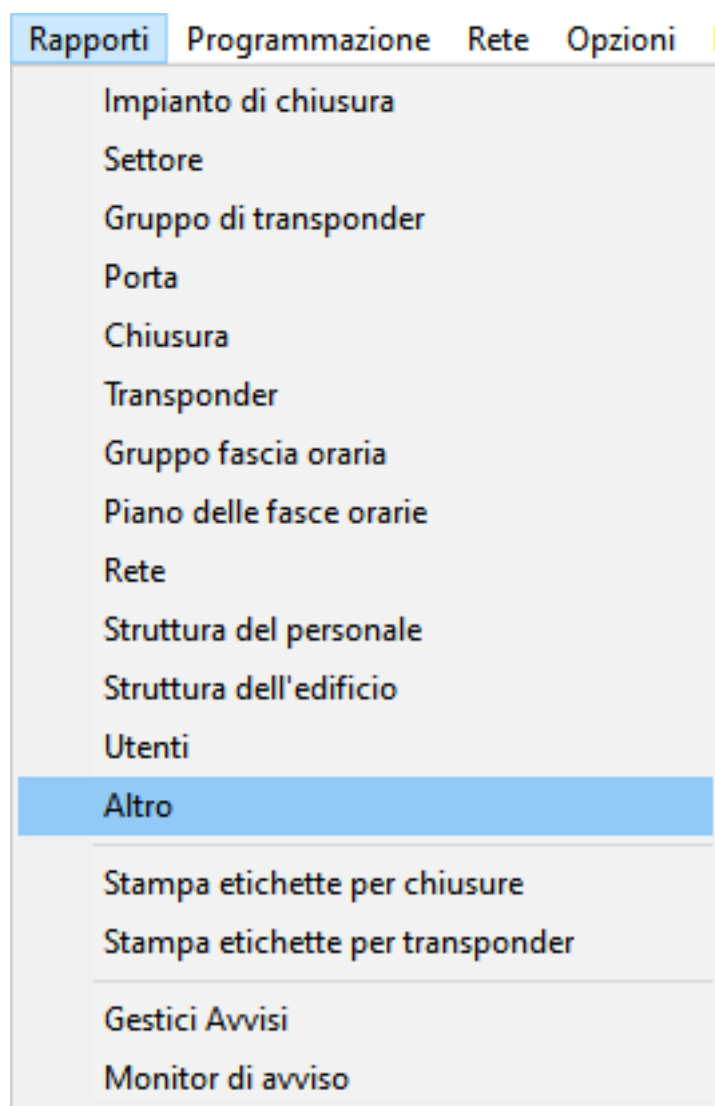 Rapporti Programmazione Rete Opzioni
Impianto di chiusura
Settore
Gruppo di transponder
Porta
Chiusura
Transponder
Gruppo fascia oraria
Piano delle fasce orarie
Rete
Struttura del personale
Struttura dell'edificio
Utenti
Altro
Stampa etichette per chiusure
Stampa etichette per transponder
Gestici Avvisi
Monitor di avviso